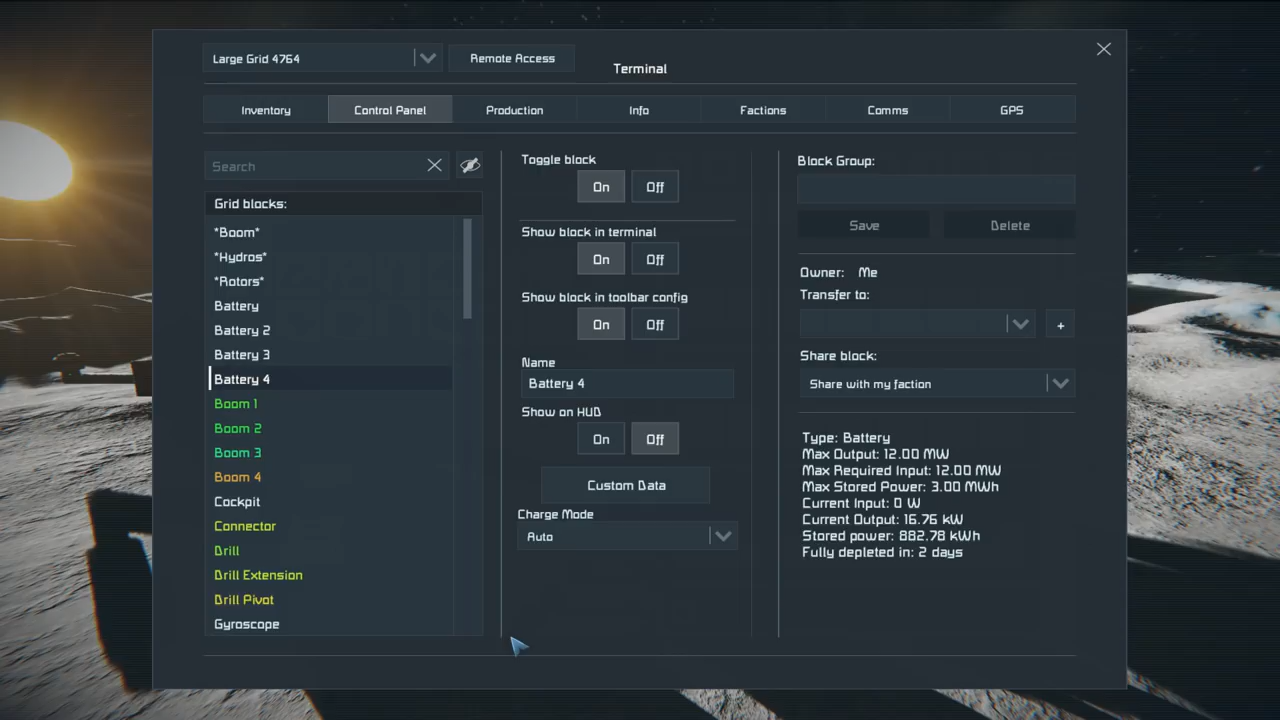 Large Grid 4764
Remote Access
Terminal
Inventory
Control Panel
Production
Info
Factions
Comms
GPS
Search
Grid blocks:
*Boom*
*Hydros*
*Rotors*
Battery
Battery 2
Battery 3
Battery 4
Boom 1
Boom 2
Boom 3
Boom 4
Cockpit
Connector
Drill
Drill Extension
Drill Pivot
Gyroscope
Toggle block
On Off
Show block in terminal
On Off
Show block in toolbar config
On Off
Name
Battery 4
Show on HUD
On Off
Custom Data
Charge Mode
Auto
Block Group:
Save Delete
Owner: Me
Transfer to:
+
Share block:
Share with my faction
Type: Battery
Max Output: 12.00 MW
Max Required Input: 12.00 MW
Max Stored Power: 3.00 MWh
Current Input: 0 W
Current Output: 16.76 kW
Stored power: 882.78 kWh
Fully depleted in: 2 days